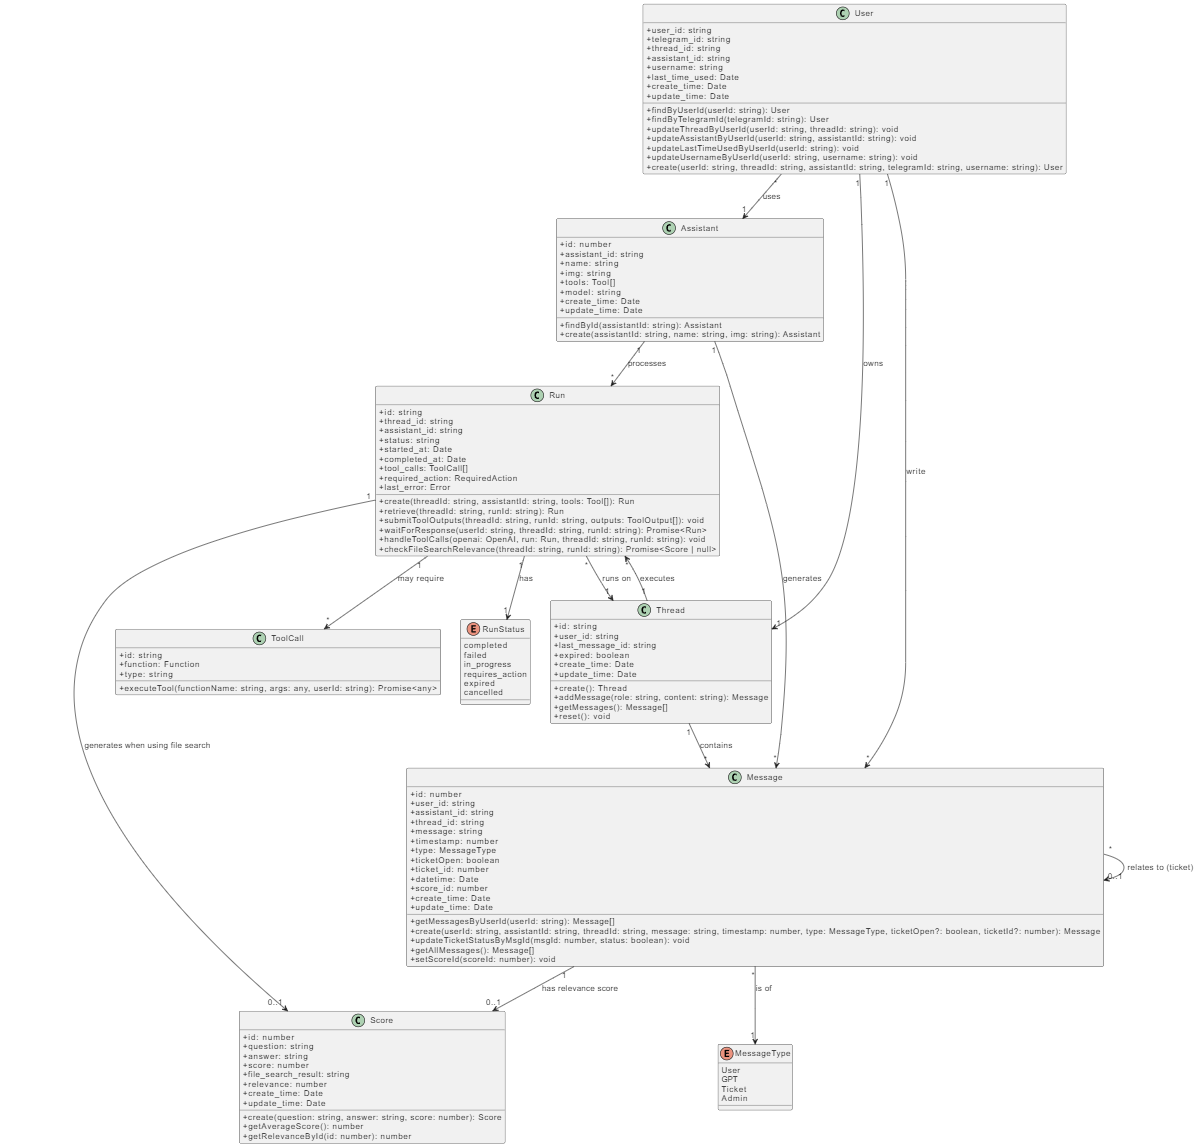 C User
+user_id: string
+telegram_id: string
+thread_id: string
+assistant_id: string
+username: string
+last_time_used: Date
+create_time: Date
+update_time: Date
+findByUserId(userId: string): User
+findByTelegramId(telegramId: string): User
+updateThreadByUserId(userId: string, threadId: string): void
+updateAssistantByUserId(userId: string, assistantId: string): void
+updateLastTimeUsedByUserId(userId: string): void
+updateUsernameByUserId(userId: string, username: string): void
+create(userId: string, threadId: string, assistantId: string, telegramId: string, username: string): User
* 1 1
uses
1
C Assistant
+id: number
+assistant_id: string
+name: string
+img: string
+tools: Tool[]
+model: string
+create_time: Date
+update_time: Date
+findById(assistantId: string): Assistant
+create(assistantId: string, name: string, img: string): Assistant
1 1
processes
owns
*
C Run
+id: string
+thread_id: string
+assistant_id: string
+status: string
+started_at: Date
+completed_at: Date
+tool_calls: ToolCall[]
+required_action: RequiredAction
+last_error: Error
+create(threadId: string, assistantId: string, tools: Tool[]): Run
+retrieve(threadId: string, runId: string): Run
+submitToolOutputs(threadId: string, runId: string, outputs: ToolOutput[]): void
+waitForResponse(userId: string, threadId: string, runId: string): Promise<Run>
+handleToolCalls(openai: OpenAI, run: Run, threadId: string, runId: string): void
+checkFileSearchRelevance(threadId: string, runId: string): Promise<Score | null>
write
1
1 1 * *
may require
has
runs on
executes
generates
* 1 1 1 1
C ToolCall
+id: string
+function: Function
+type: string
+executeTool(functionName: string, args: any, userId: string): Promise<any>
E RunStatus
completed
failed
in_progress
requires_action
expired
cancelled
C Thread
+id: string
+user_id: string
+last_message_id: string
+expired: boolean
+create_time: Date
+update_time: Date
+create(): Thread
+addMessage(role: string, content: string): Message
+getMessages(): Message[]
+reset(): void
1
contains
generates when using file search
* * *
C Message
+id: number
+user_id: string
+assistant_id: string
+thread_id: string
+message: string
+timestamp: number
+type: MessageType
+ticketOpen: boolean
+ticket_id: number
+datetime: Date
+score_id: number
+create_time: Date
+update_time: Date
+getMessagesByUserId(userId: string): Message[]
+create(userId: string, assistantId: string, threadId: string, message: string, timestamp: number, type: MessageType, ticketOpen?: boolean, ticketId?: number): Message
+updateTicketStatusByMsgId(msgId: number, status: boolean): void
+getAllMessages(): Message[]
+setScoreId(scoreId: number): void
*
relates to (ticket)
0..1
1 *
has relevance score
is of
0..1 0..1
1
C Score
+id: number
+question: string
+answer: string
+score: number
+file_search_result: string
+relevance: number
+create_time: Date
+update_time: Date
+create(question: string, answer: string, score: number): Score
+getAverageScore(): number
+getRelevanceById(id: number): number
E MessageType
User
GPT
Ticket
Admin